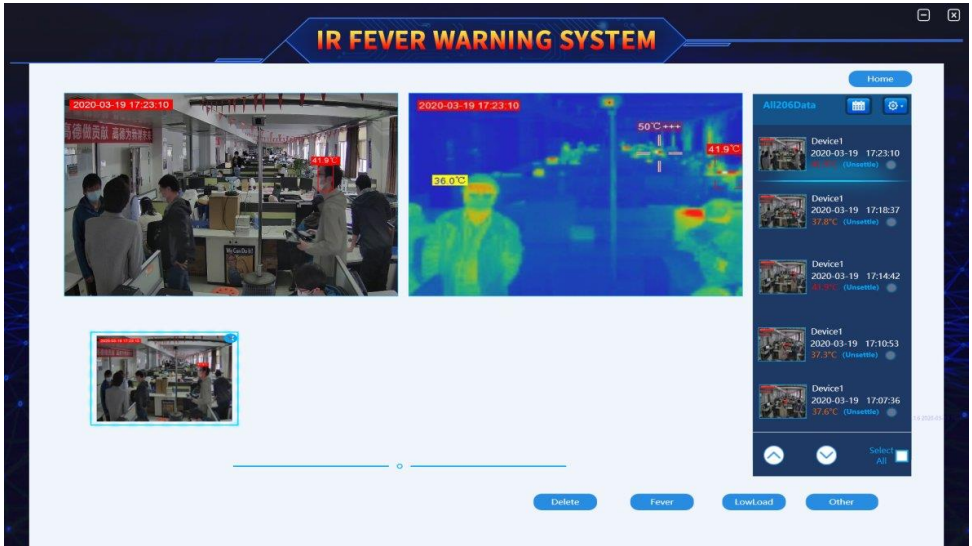 IR FEVER WARNING SYSTEM
Home
2020-03-19 17:23:10
41.9℃
2020-03-19 17:23:10
50℃+++
41.9℃
36.0℃
All206Data
Device1
2020-03-19 17:23:10
(Unsettle)
Device1
2020-03-19 17:18:37
37.8°C (Unsettle)
Device1
2020-03-19 17:14:42
41.9°C (Unsettle)
Device1
2020-03-19 17:10:53
37.3°C (Unsettle)
Device1
2020-03-19 17:07:36
37.6°C (Unsettle)
Select
All
Delete
Fever
LowLoad
Other